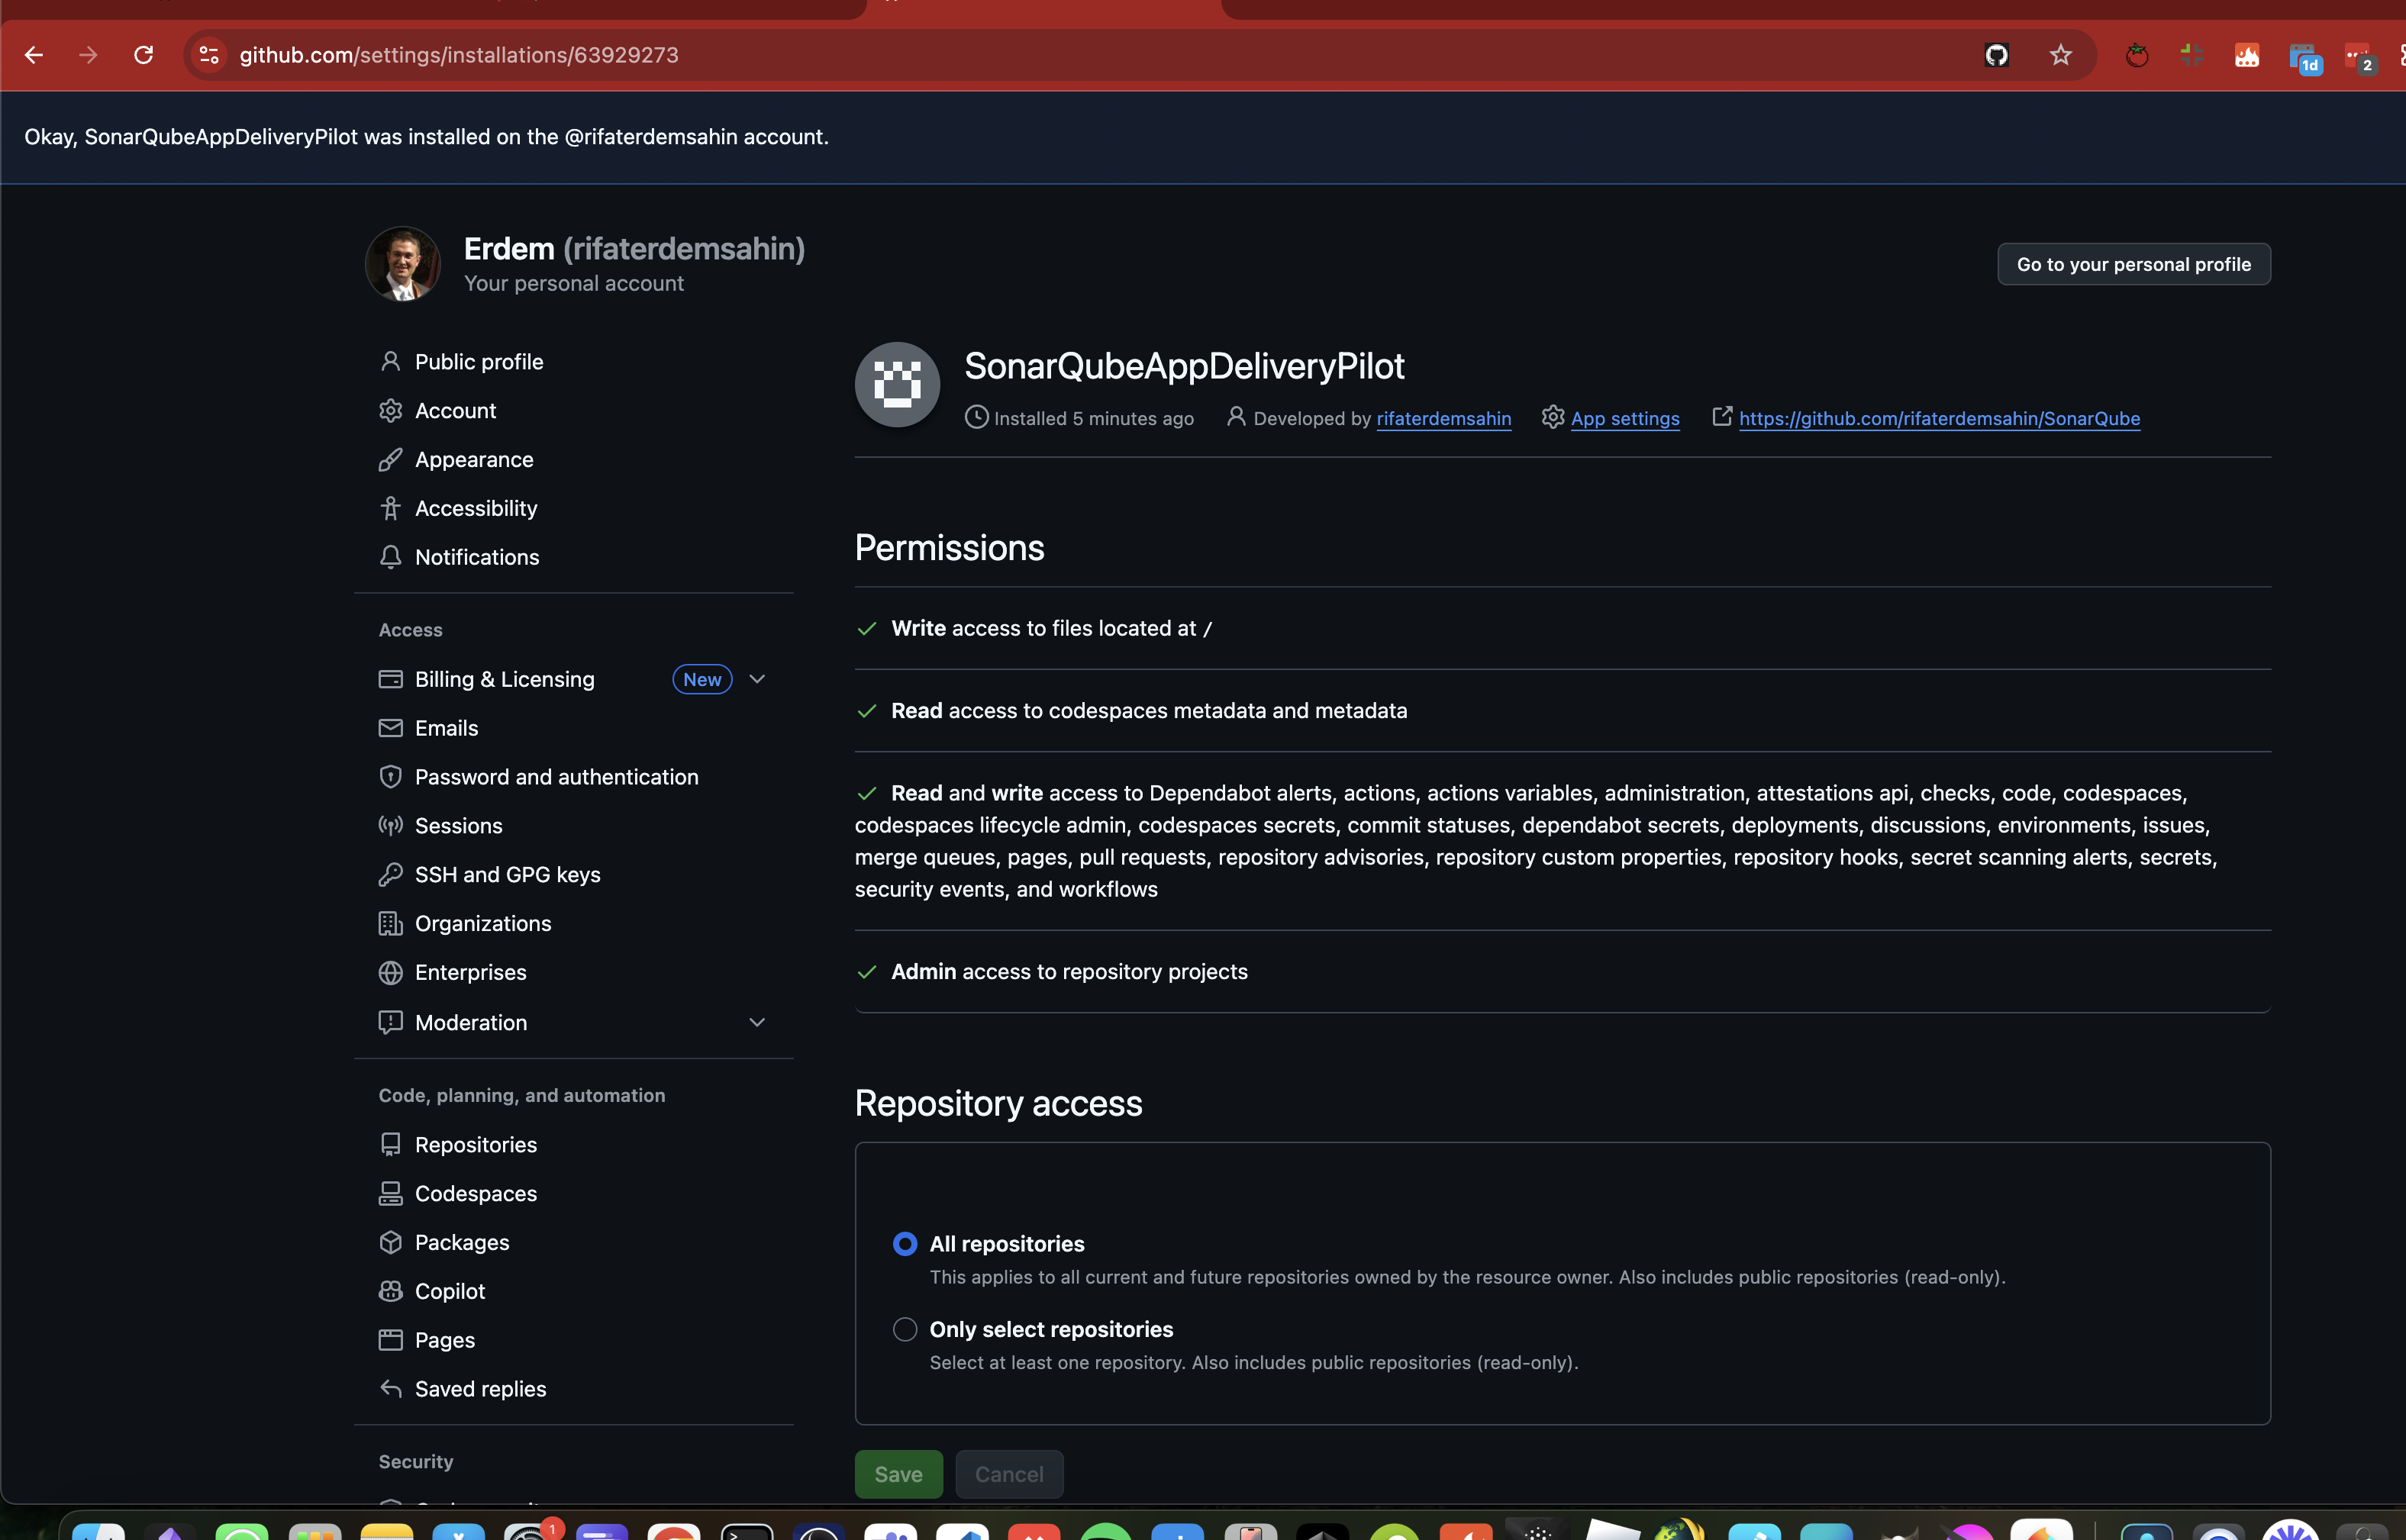 github.com/settings/installations/63929273
1d
2
Okay, SonarQubeAppDeliveryPilot was installed on the @rifaterdemsahin account.
Erdem (rifaterdemsahin)
Your personal account
Go to your personal profile
Public profile
Account
Appearance
Accessibility
Notifications
Access
Billing & Licensing New
Emails
Password and authentication
Sessions
SSH and GPG keys
Organizations
Enterprises
Moderation
Code, planning, and automation
Repositories
Codespaces
Packages
Copilot
Pages
Saved replies
Security
SonarQubeAppDeliveryPilot
Installed 5 minutes ago Developed by rifaterdemsahin App settings https://github.com/rifaterdemsahin/SonarQube
Permissions
Write access to files located at /
Read access to codespaces metadata and metadata
Read and write access to Dependabot alerts, actions, actions variables, administration, attestations api, checks, code, codespaces,
codespaces lifecycle admin, codespaces secrets, commit statuses, dependabot secrets, deployments, discussions, environments, issues,
merge queues, pages, pull requests, repository advisories, repository custom properties, repository hooks, secret scanning alerts, secrets,
security events, and workflows
Admin access to repository projects
Repository access
All repositories
This applies to all current and future repositories owned by the resource owner. Also includes public repositories (read-only).
Only select repositories
Select at least one repository. Also includes public repositories (read-only).
Save Cancel
1